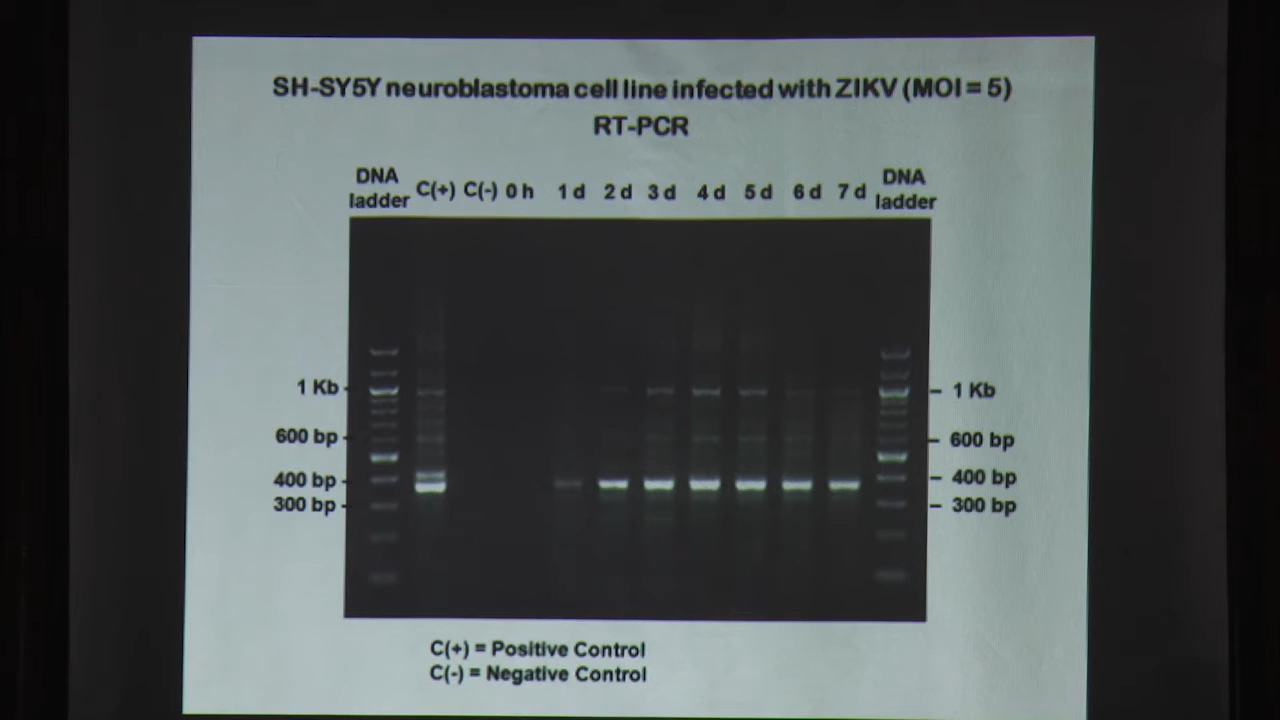 SH-SY5Y neuroblastoma cell line infected with ZIKV (MOI = 5)
RT-PCR
DNA ladder C(+) C(-) 0 h 1 d 2 d 3 d 4 d 5 d 6 d 7 d DNA ladder
1 Kb 1 Kb
600 bp 600 bp
400 bp 400 bp
300 bp 300 bp
C(+) = Positive Control
C(-) = Negative Control